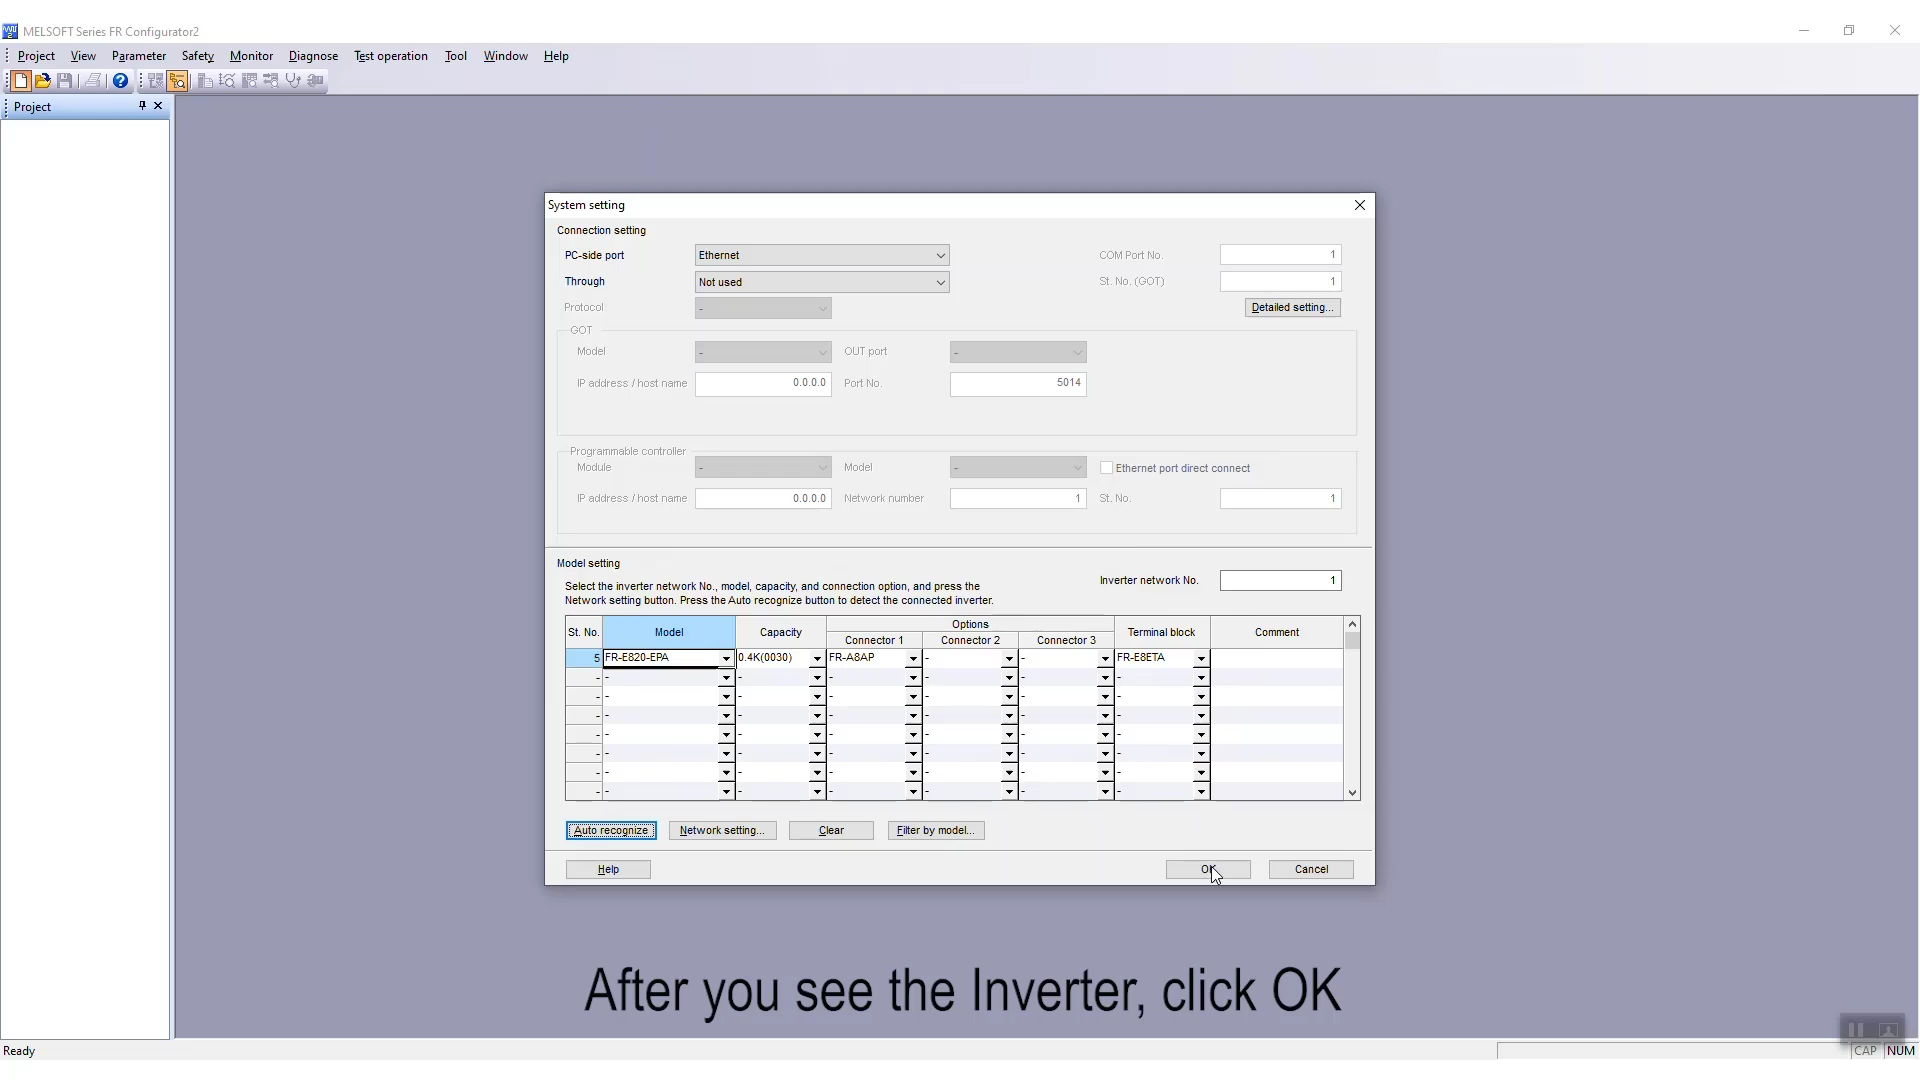 MELSOFT Series FR Configurator2
Project View Parameter Safety Monitor Diagnose Test operation Tool Window Help
Project
System setting
Connection setting
PC-side port Ethernet COM Port No. 1
Through Not used St. No. (GOT) 1
Protocol - Detailed setting...
GOT
Model - OUT port -
IP address / host name 0.0.0.0 Port No. 5014
Programmable controller
Module - Model - Ethernet port direct connect
IP address / host name 0.0.0.0 Network number 1 St. No. 1
Model setting
Select the inverter network No., model, capacity, and connection option, and press the
Network setting button. Press the Auto recognize button to detect the connected inverter.
Inverter network No. 1
St. No. Model Capacity Options Terminal block Comment
Connector 1 Connector 2 Connector 3
5 FR-E820-EPA 0.4K(0030) FR-A8AP - - FR-E8ETA
- - - - - - -
- - - - - - -
- - - - - - -
- - - - - - -
- - - - - - -
- - - - - - -
- - - - - - -
Auto recognize Network setting... Clear Filter by model...
Help OK Cancel
After you see the Inverter, click OK
Ready CAP NUM